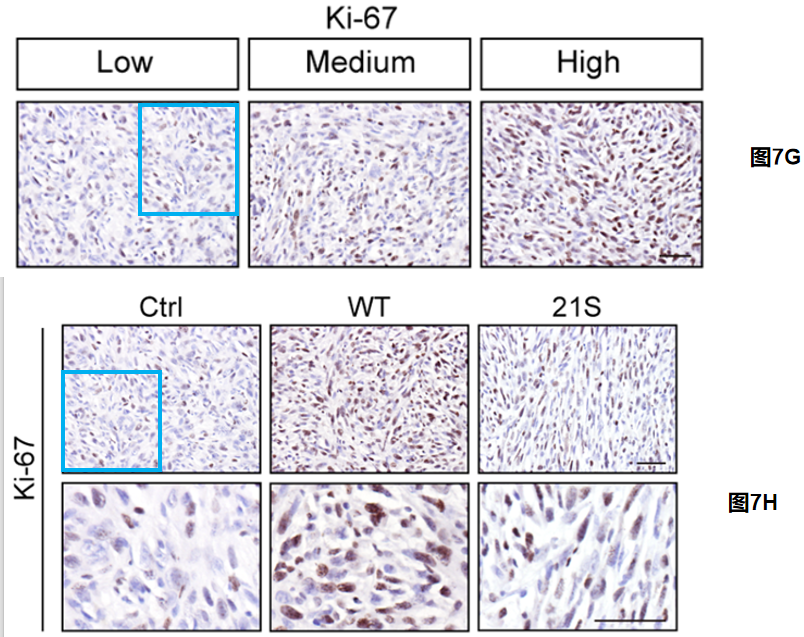 Ki-67
Low Medium High
图7G
Ctrl WT 21S
Ki-67
图7H